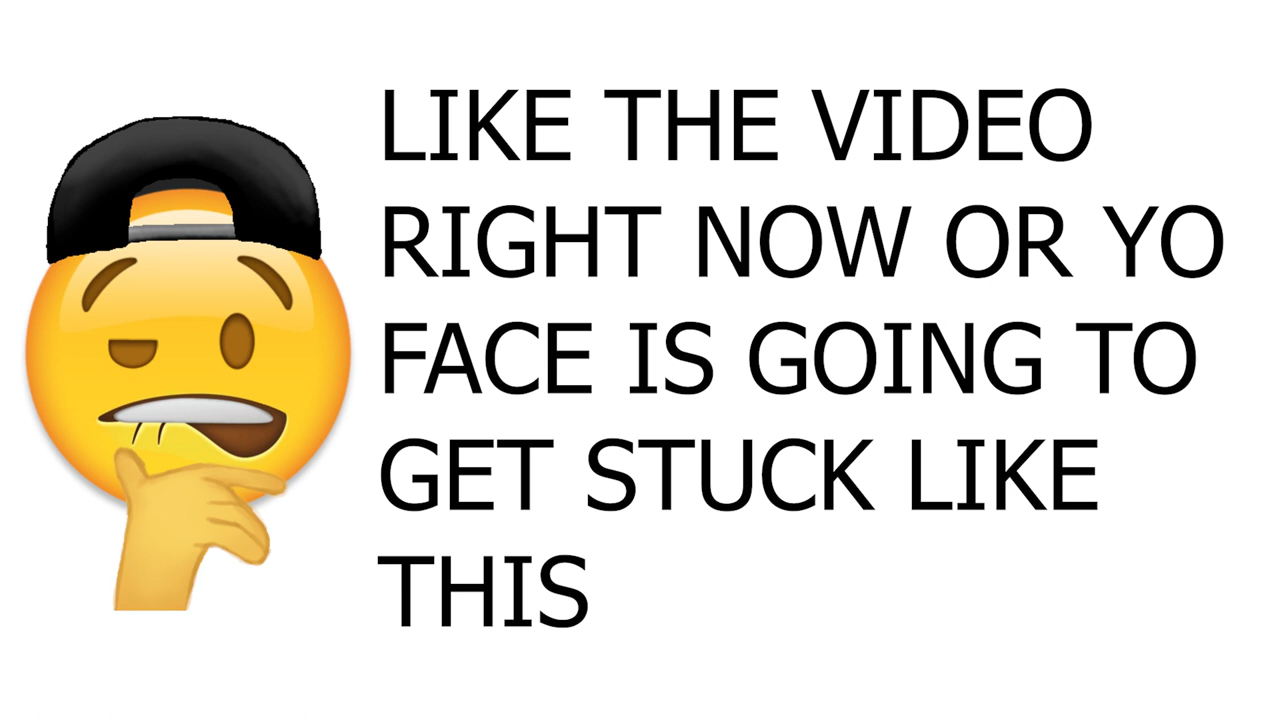 LIKE THE VIDEO
RIGHT NOW OR YO
FACE IS GOING TO
GET STUCK LIKE
THIS